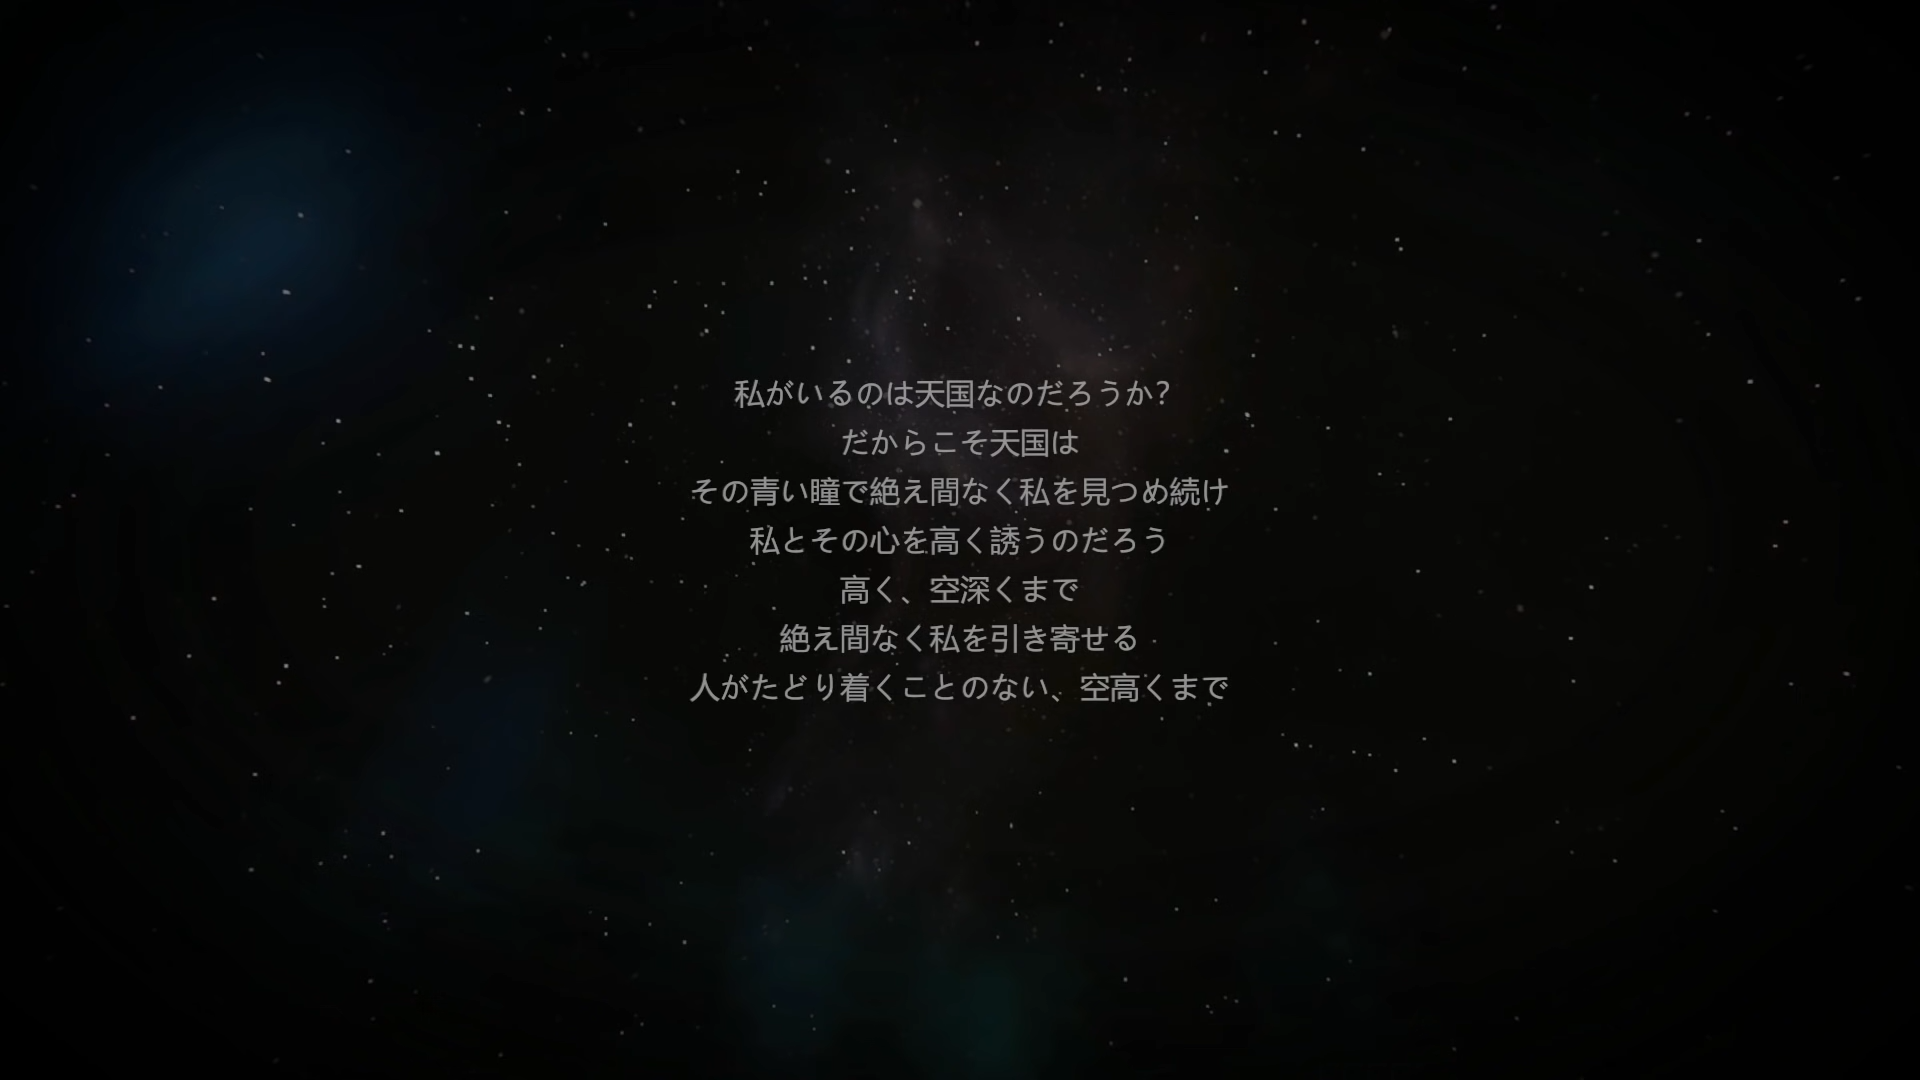 私がいるのは天国なのだろうか?
だからこそ天国は
その青い瞳で絶え間なく私を見つめ続け
私とその心を高く誘うのだろう
高く、空深くまで
絶え間なく私を引き寄せる
人がたどり着くことのない、空高くまで